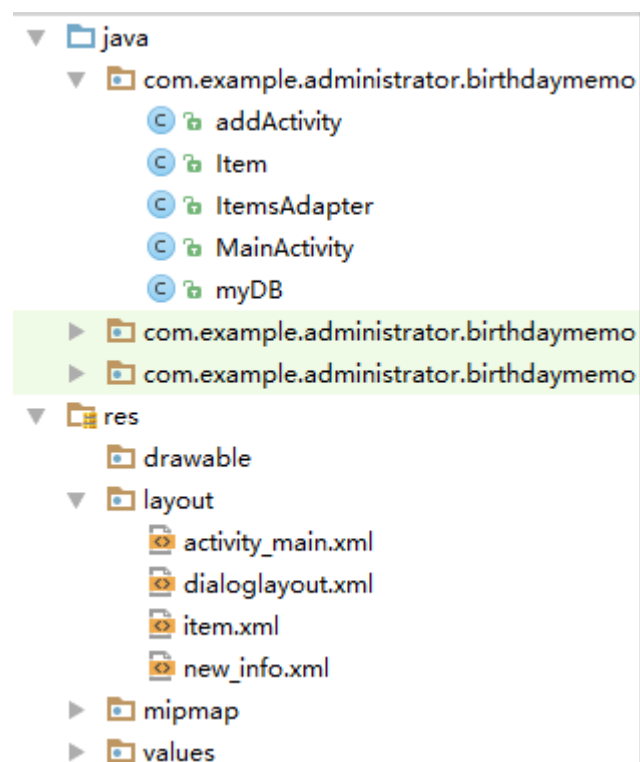 java
com.example.administrator.birthdaymemo
addActivity
Item
ItemsAdapter
MainActivity
myDB
com.example.administrator.birthdaymemo
com.example.administrator.birthdaymemo
res
drawable
layout
activity_main.xml
dialoglayout.xml
item.xml
new_info.xml
mipmap
values